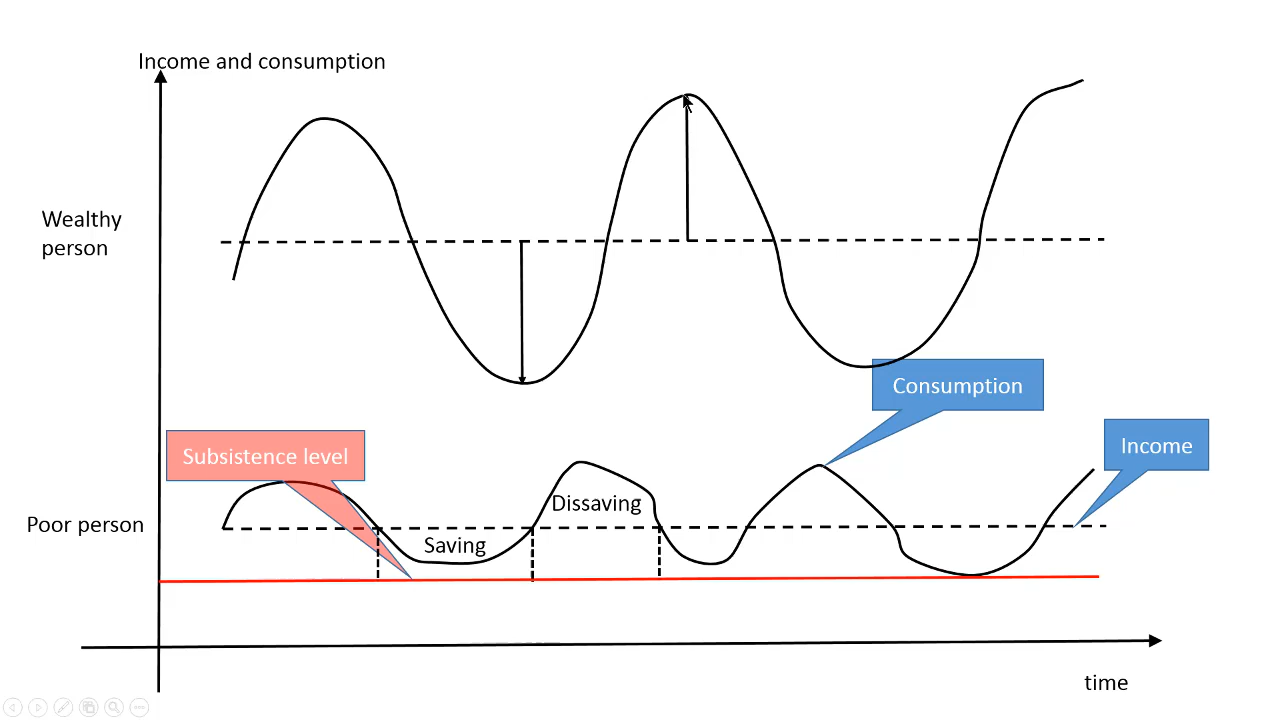 Income and consumption
Wealthy
person
Consumption
Income
Subsistence level
Dissaving
Poor person
Saving
time